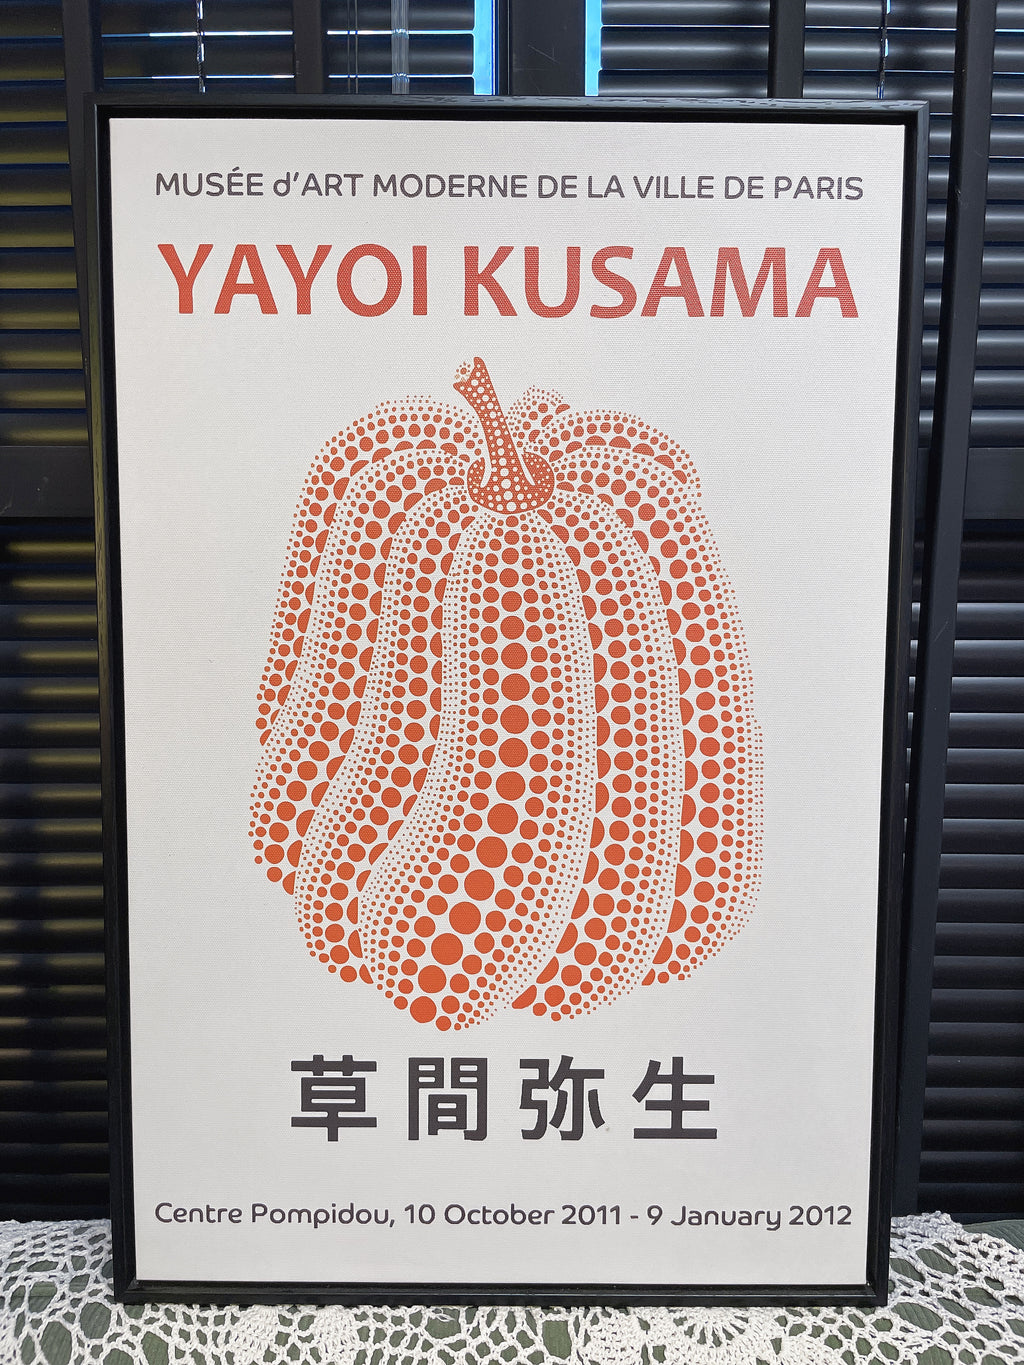 MUSÉE d'ART MODERNE DE LA VILLE DE PARIS
YAYOI KUSAMA
草間弥生
Centre Pompidou, 10 October 2011 - 9 January 2012